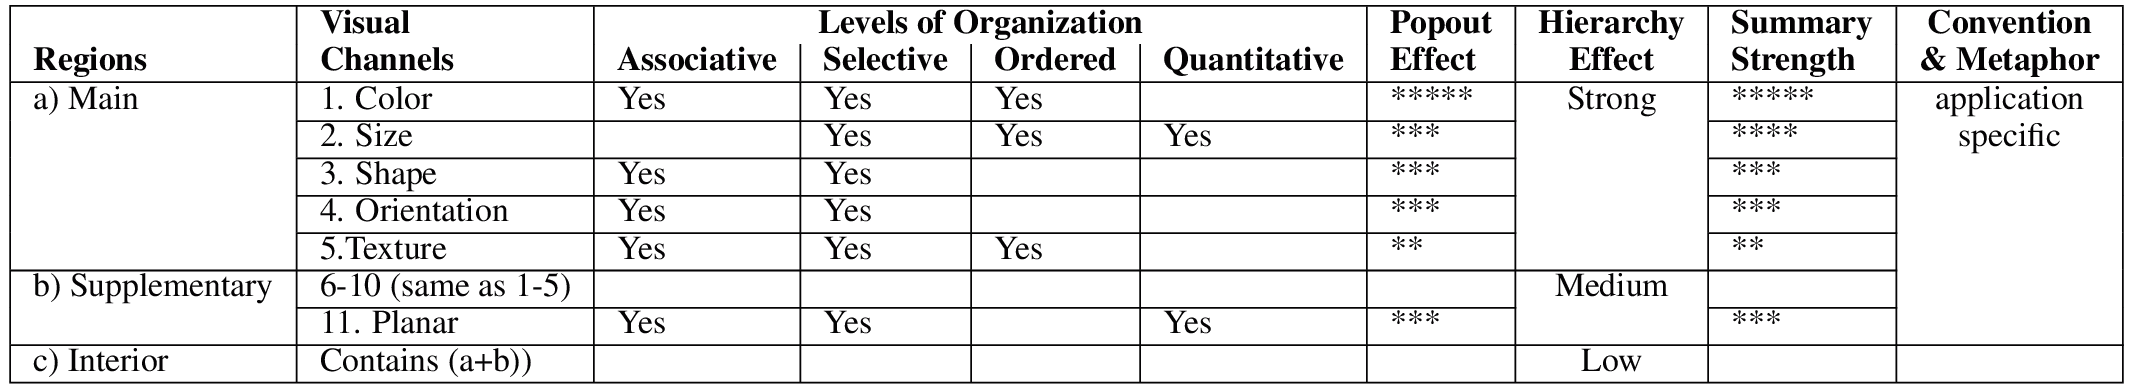 Visual Levels of Organization Popout Hierarchy Summary Convention
Regions Channels Associative Selective Ordered Quantitative Effect Effect Strength & Metaphor
a) Main 1. Color Yes Yes Yes ***** Strong ***** application
2. Size Yes Yes Yes *** **** specific
3. Shape Yes Yes *** ***
4. Orientation Yes Yes *** ***
5.Texture Yes Yes Yes ** **
b) Supplementary 6-10 (same as 1-5) Medium
11. Planar Yes Yes Yes *** ***
c) Interior Contains (a+b)) Low